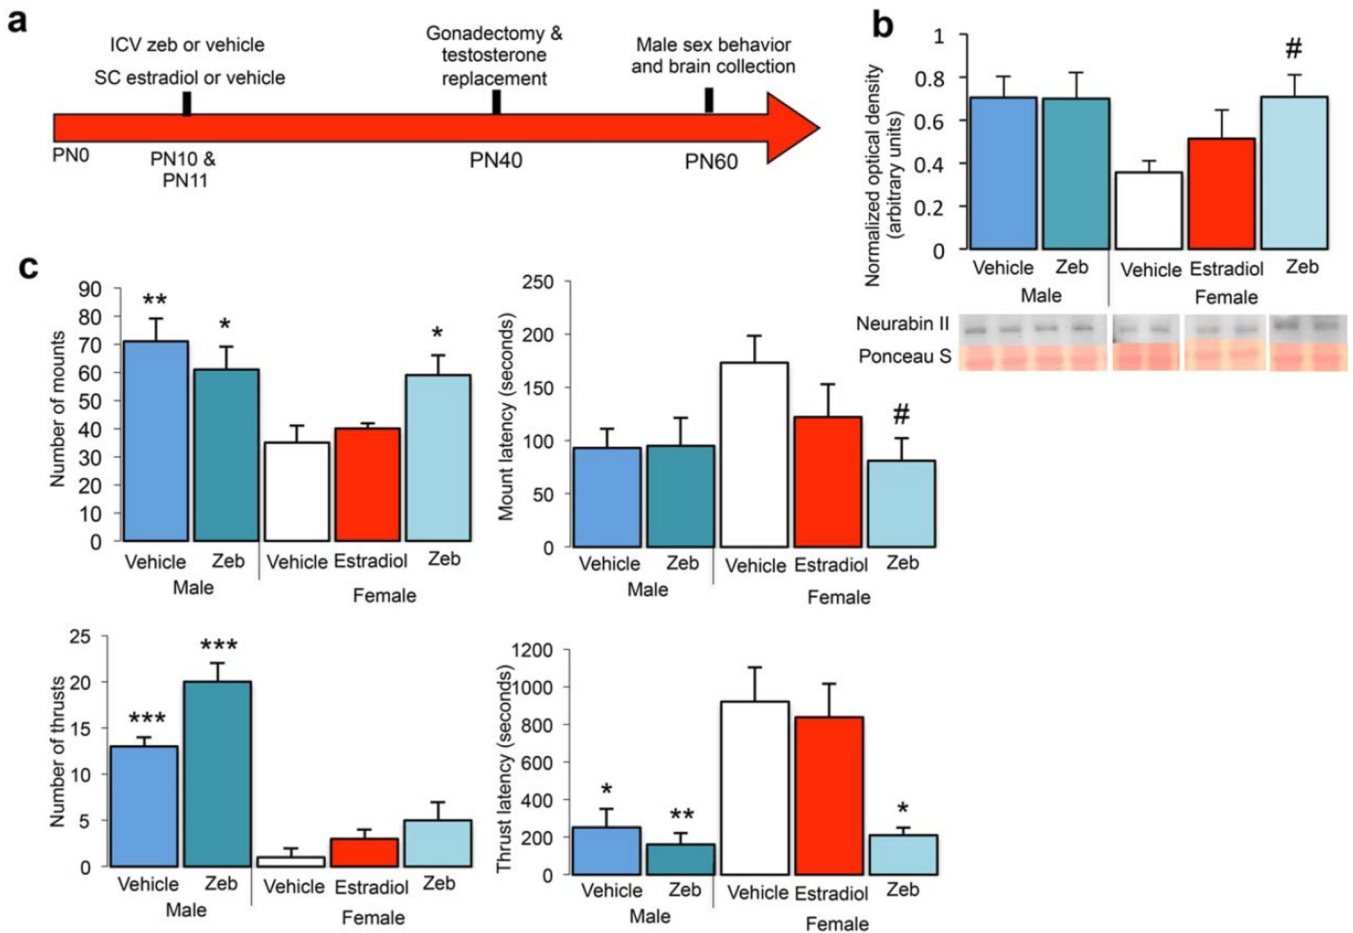 a
ICV zeb or vehicle
SC estradiol or vehicle
Gonadectomy &
testosterone
replacement
Male sex behavior
and brain collection
PN0
PN10 &
PN11
PN40
PN60
b
Normalized optical density
(arbitrary units)
1
0.8
0.6
0.4
0.2
0
#
Vehicle Zeb Vehicle Estradiol Zeb
Male Female
Neurabin II
Ponceau S
c
Number of mounts
90
80
70
60
50
40
30
20
10
0
** * *
Vehicle Zeb Vehicle Estradiol Zeb
Male Female
Mount latency (seconds)
250
200
150
100
50
0
#
Vehicle Zeb Vehicle Estradiol Zeb
Male Female
Number of thrusts
25
20
15
10
5
0
*** ***
Vehicle Zeb Vehicle Estradiol Zeb
Male Female
Thrust latency (seconds)
1200
1000
800
600
400
200
0
* ** *
Vehicle Zeb Vehicle Estradiol Zeb
Male Female